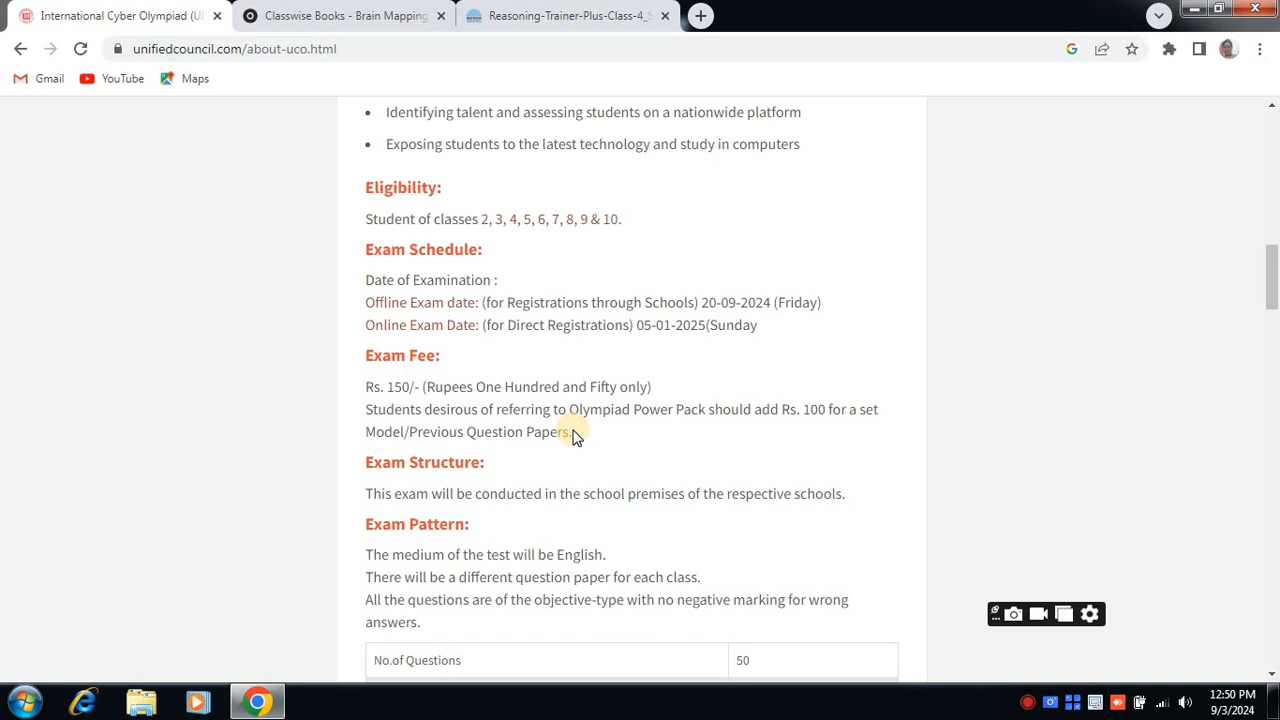 International Cyber Olympiad (U
Classwise Books - Brain Mapping
Reasoning-Trainer-Plus-Class-4_S
unifiedcouncil.com/about-uco.html
Gmail
YouTube
Maps
• Identifying talent and assessing students on a nationwide platform
• Exposing students to the latest technology and study in computers
Eligibility:
Student of classes 2, 3, 4, 5, 6, 7, 8, 9 & 10.
Exam Schedule:
Date of Examination :
Offline Exam date: (for Registrations through Schools) 20-09-2024 (Friday)
Online Exam Date: (for Direct Registrations) 05-01-2025(Sunday
Exam Fee:
Rs. 150/- (Rupees One Hundred and Fifty only)
Students desirous of referring to Olympiad Power Pack should add Rs. 100 for a set
Model/Previous Question Papers.
Exam Structure:
This exam will be conducted in the school premises of the respective schools.
Exam Pattern:
The medium of the test will be English.
There will be a different question paper for each class.
All the questions are of the objective-type with no negative marking for wrong
answers.
No.of Questions 50
12:50 PM
9/3/2024